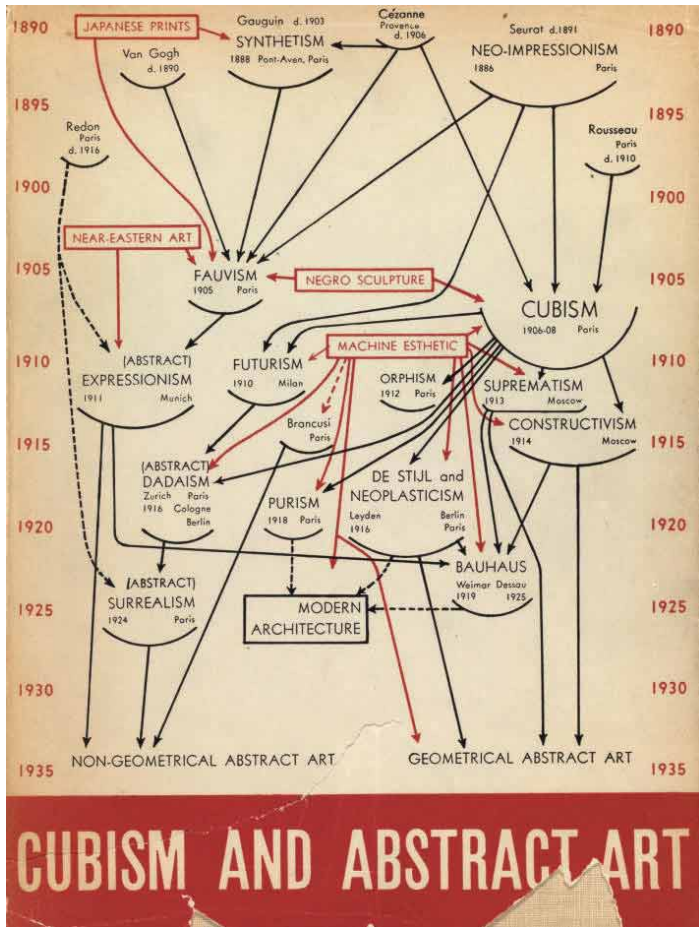 1890
JAPANESE PRINTS
Van Gogh
d. 1890
Gauguin d. 1903
SYNTHETISM
1888 Pont-Aven, Paris
Cézanne
Provence
d. 1906
Seurat d.1891
NEO-IMPRESSIONISM
1886 Paris
1890
1895
1895
Redon
Paris
d. 1916
Rousseau
Paris
d. 1910
1900
1900
NEAR-EASTERN ART
1905
FAUVISM
1905 Paris
NEGRO SCULPTURE
CUBISM
1906-08 Paris
1905
1910
(ABSTRACT)
EXPRESSIONISM
1911 Munich
FUTURISM
1910 Milan
MACHINE ESTHETIC
ORPHISM
1912 Paris
SUPREMATISM
1913 Moscow
1910
Brancusi
Paris
CONSTRUCTIVISM
1914 Moscow
1915
1915
(ABSTRACT)
DADAISM
Zurich Paris
1916 Cologne
Berlin
PURISM
1918 Paris
DE STIJL and
NEOPLASTICISM
Leyden Berlin
1916 Paris
1920
1920
(ABSTRACT)
SURREALISM
1924 Paris
BAUHAUS
Weimar Dessau
1919 1925
MODERN
ARCHITECTURE
1925
1925
1930
1930
NON-GEOMETRICAL ABSTRACT ART
GEOMETRICAL ABSTRACT ART
1935
1935
CUBISM AND ABSTRACT ART